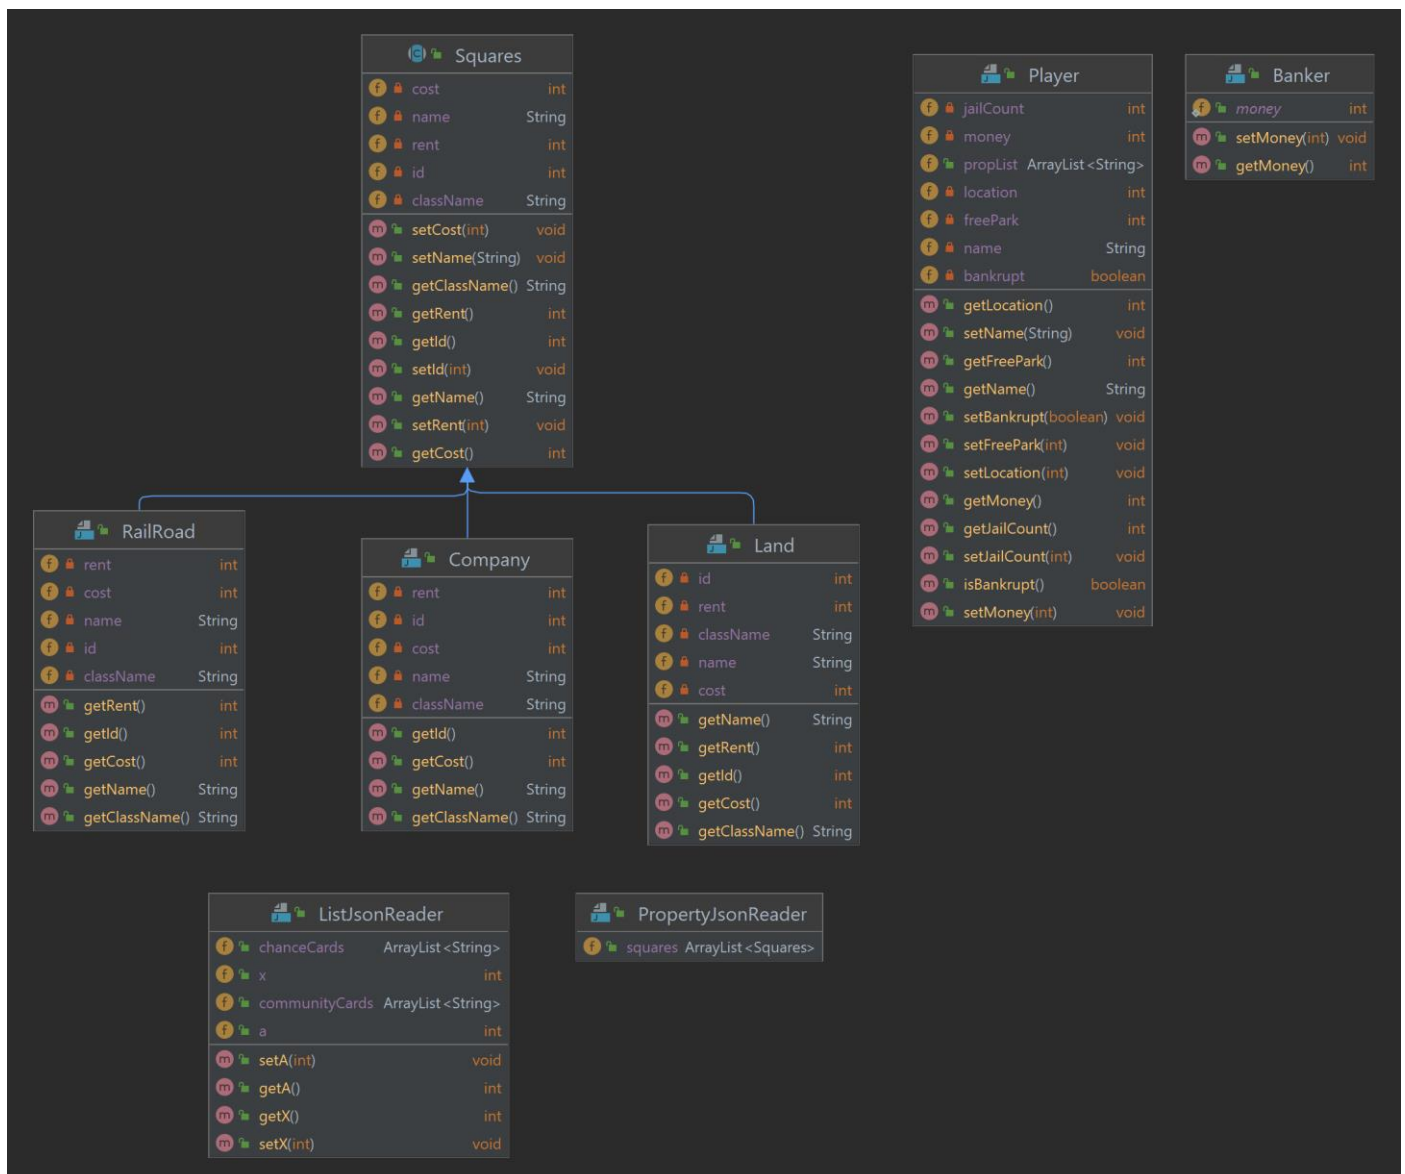 Squares
cost int
name String
rent int
id int
className String
setCost(int) void
setName(String) void
getClassName() String
getRent() int
getId() int
setId(int) void
getName() String
setRent(int) void
getCost() int
Player
jailCount int
money int
propList ArrayList<String>
location int
freePark int
name String
bankrupt boolean
getLocation() int
setName(String) void
getFreePark() int
getName() String
setBankrupt(boolean) void
setFreePark(int) void
setLocation(int) void
getMoney() int
getJailCount() int
setJailCount(int) void
isBankrupt() boolean
setMoney(int) void
Banker
money int
setMoney(int) void
getMoney() int
RailRoad
rent int
cost int
name String
id int
className String
getRent() int
getId() int
getCost() int
getName() String
getClassName() String
Company
rent int
id int
cost int
name String
className String
getId() int
getCost() int
getName() String
getClassName() String
Land
id int
rent int
className String
name String
cost int
getName() String
getRent() int
getId() int
getCost() int
getClassName() String
ListJsonReader
chanceCards ArrayList<String>
x int
communityCards ArrayList<String>
a int
setA(int) void
getA() int
getX() int
setX(int) void
PropertyJsonReader
squares ArrayList<Squares>